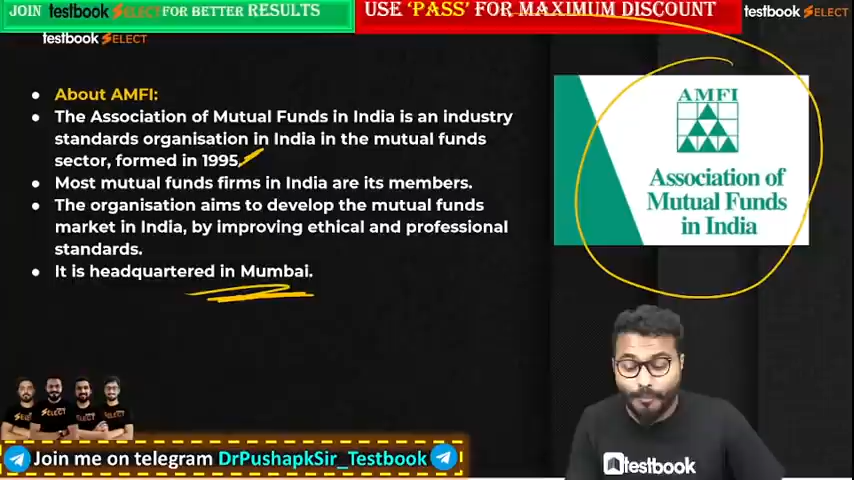 JOIN testbook SELECT FOR BETTER RESULTS
USE ‘PASS’ FOR MAXIMUM DISCOUNT
testbook SELECT
testbook SELECT
• About AMFI:
• The Association of Mutual Funds in India is an industry
standards organisation in India in the mutual funds
sector, formed in 1995.
• Most mutual funds firms in India are its members.
• The organisation aims to develop the mutual funds
market in India, by improving ethical and professional
standards.
• It is headquartered in Mumbai.
AMFI
Association of
Mutual Funds
in India
testbook
Join me on telegram DrPushapkSir_Testbook